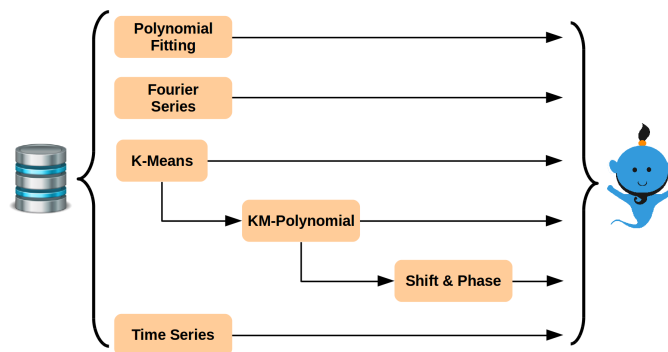 Polynomial
Fitting
Fourier
Series
K-Means
KM-Polynomial
Shift & Phase
Time Series